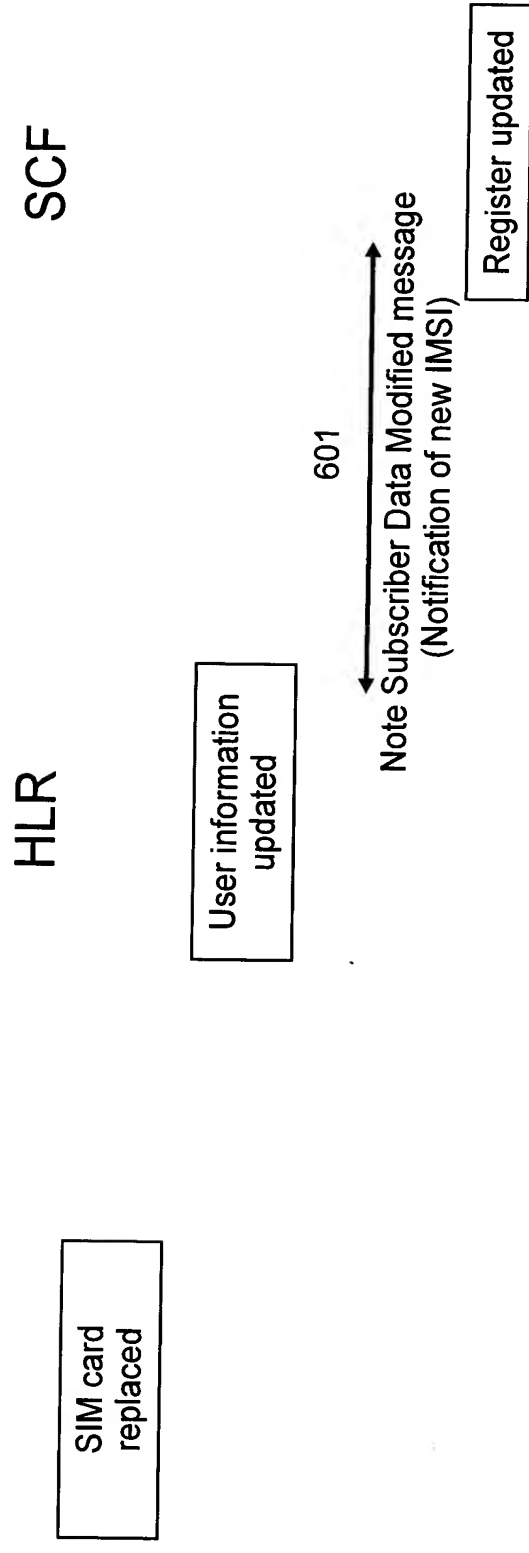 HLR
SCF
SIM card
replaced
User information
updated
601
Note Subscriber Data Modified message
(Notification of new IMSI)
Register updated